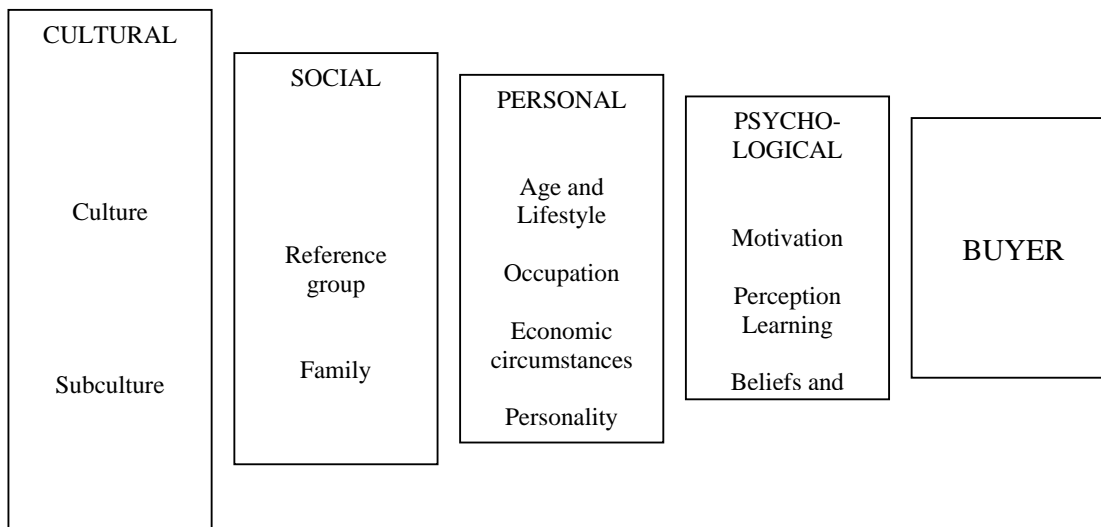 CULTURAL
Culture
Subculture
SOCIAL
Reference
group
Family
PERSONAL
Age and
Lifestyle
Occupation
Economic
circumstances
Personality
PSYCHO-
LOGICAL
Motivation
Perception
Learning
Beliefs and
BUYER